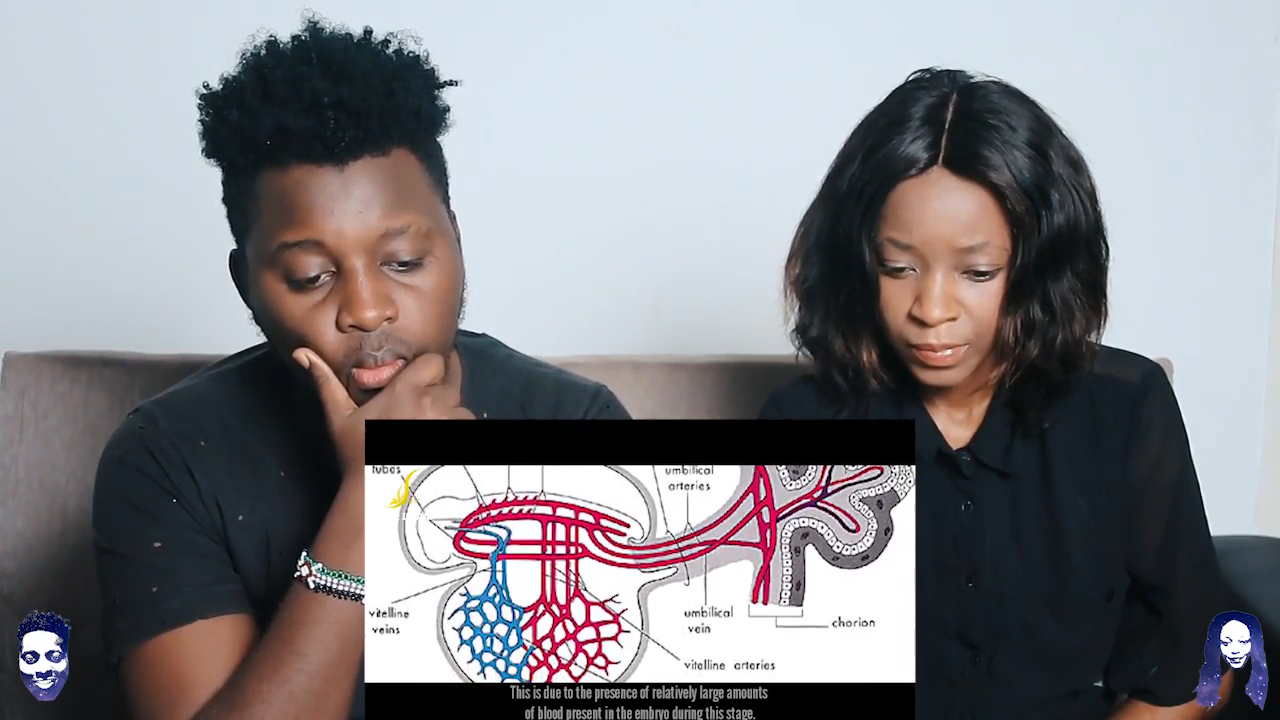 tubes
umbilical
arteries
vitelline
veins
umbilical
vein
chorion
vitelline arteries
This is due to the presence of relatively large amounts
of blood present in the embryo during this stage.